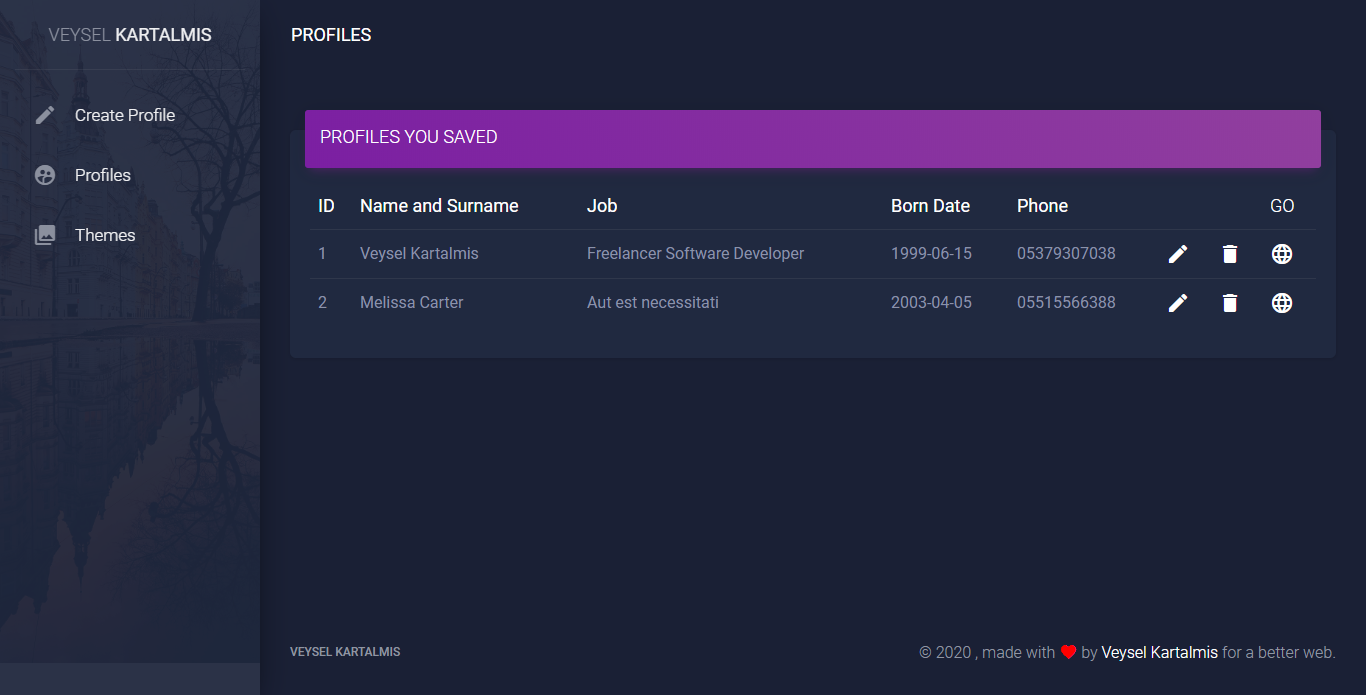 VEYSEL KARTALMIS
Create Profile
Profiles
Themes
PROFILES
PROFILES YOU SAVED
ID Name and Surname Job Born Date Phone GO
1 Veysel Kartalmis Freelancer Software Developer 1999-06-15 05379307038
2 Melissa Carter Aut est necessitati 2003-04-05 05515566388
VEYSEL KARTALMIS
© 2020 , made with ❤ by Veysel Kartalmis for a better web.